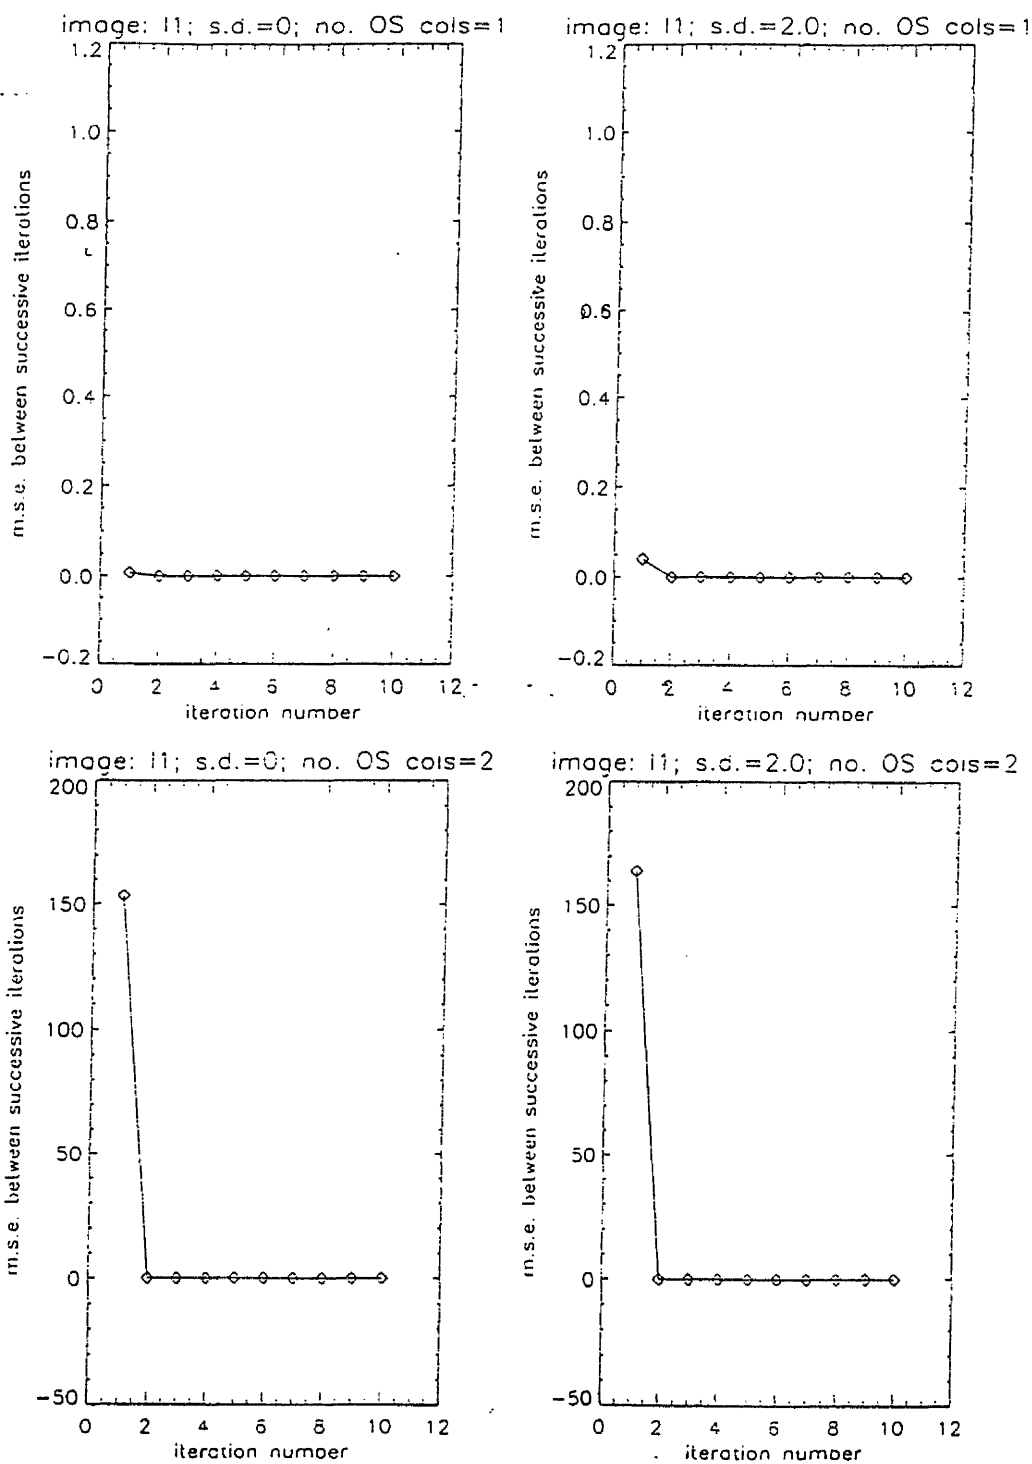 image: I1; s.d.=0; no. OS cols=1
1.2
1.0
0.8
0.6
0.4
0.2
0.0
-0.2
m.s.e. between successive iterations
0 2 4 6 8 10 12
iteration number
image: I1; s.d.=2.0; no. OS cols=1
1.2
1.0
0.8
0.6
0.4
0.2
0.0
-0.2
m.s.e. between successive iterations
0 2 4 6 8 10 12
iteration number
image: I1; s.d.=0; no. OS cols=2
200
150
100
50
0
-50
m.s.e. between successive iterations
0 2 4 6 8 10 12
iteration number
image: I1; s.d.=2.0; no. OS cols=2
200
150
100
50
0
-50
m.s.e. between successive iterations
0 2 4 6 8 10 12
iteration number